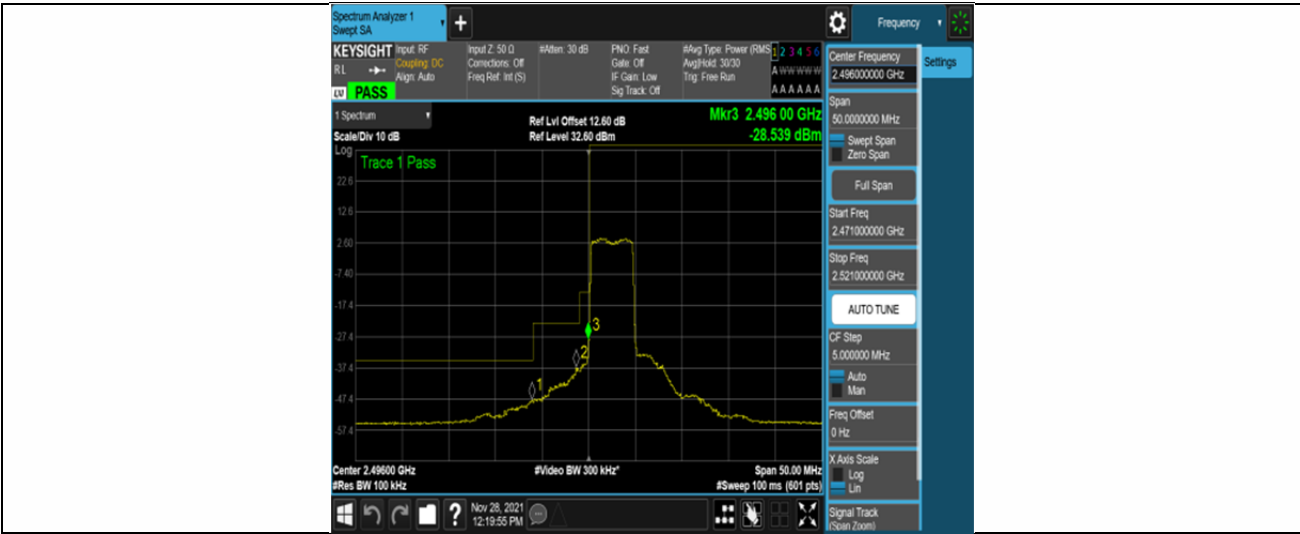 Spectrum Analyzer 1
Swept SA
Frequency
KEYSIGHT
R L
LXI
PASS
Input: RF
Coupling: DC
Align: Auto
Input Z: 50 Ω
Corrections: Off
Freq Ref: Int (S)
#Atten: 30 dB
PNO: Fast
Gate: Off
IF Gain: Low
Sig Track: Off
#Avg Type: Power (RMS
Avg|Hold: 30/30
Trig: Free Run
1 2 3 4 5 6
A W W W W W
A A A A A A
1 Spectrum
Scale/Div 10 dB
Ref Lvl Offset 12.60 dB
Ref Level 32.60 dBm
Mkr3 2.496 00 GHz
-28.539 dBm
Log
Trace 1 Pass
22.6
12.6
2.60
-7.40
-17.4
-27.4
-37.4
-47.4
-57.4
1
2
3
Center 2.49600 GHz
#Res BW 100 kHz
#Video BW 300 kHz*
Span 50.00 MHz
#Sweep 100 ms (601 pts)
Nov 28, 2021
12:19:55 PM
Center Frequency
2.496000000 GHz
Settings
Span
50.0000000 MHz
Swept Span
Zero Span
Full Span
Start Freq
2.471000000 GHz
Stop Freq
2.521000000 GHz
AUTO TUNE
CF Step
5.000000 MHz
Auto
Man
Freq Offset
0 Hz
X Axis Scale
Log
Lin
Signal Track
(Span Zoom)